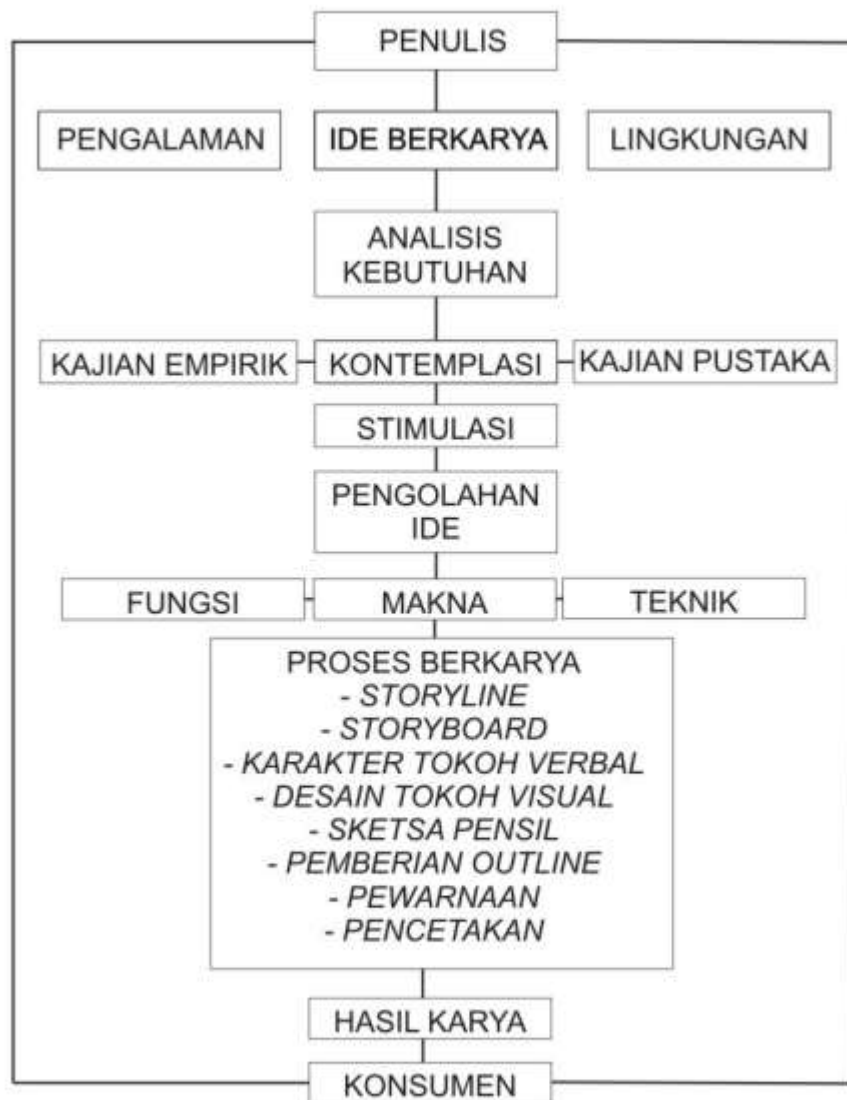 PENULIS
PENGALAMAN
IDE BERKARYA
LINGKUNGAN
ANALISIS
KEBUTUHAN
KAJIAN EMPIRIK
KONTEMPLASI
KAJIAN PUSTAKA
STIMULASI
PENGOLAHAN
IDE
FUNGSI
MAKNA
TEKNIK
PROSES BERKARYA
- STORYLINE
- STORYBOARD
- KARAKTER TOKOH VERBAL
- DESAIN TOKOH VISUAL
- SKETSA PENSIL
- PEMBERIAN OUTLINE
- PEWARNAAN
- PENCETAKAN
HASIL KARYA
KONSUMEN